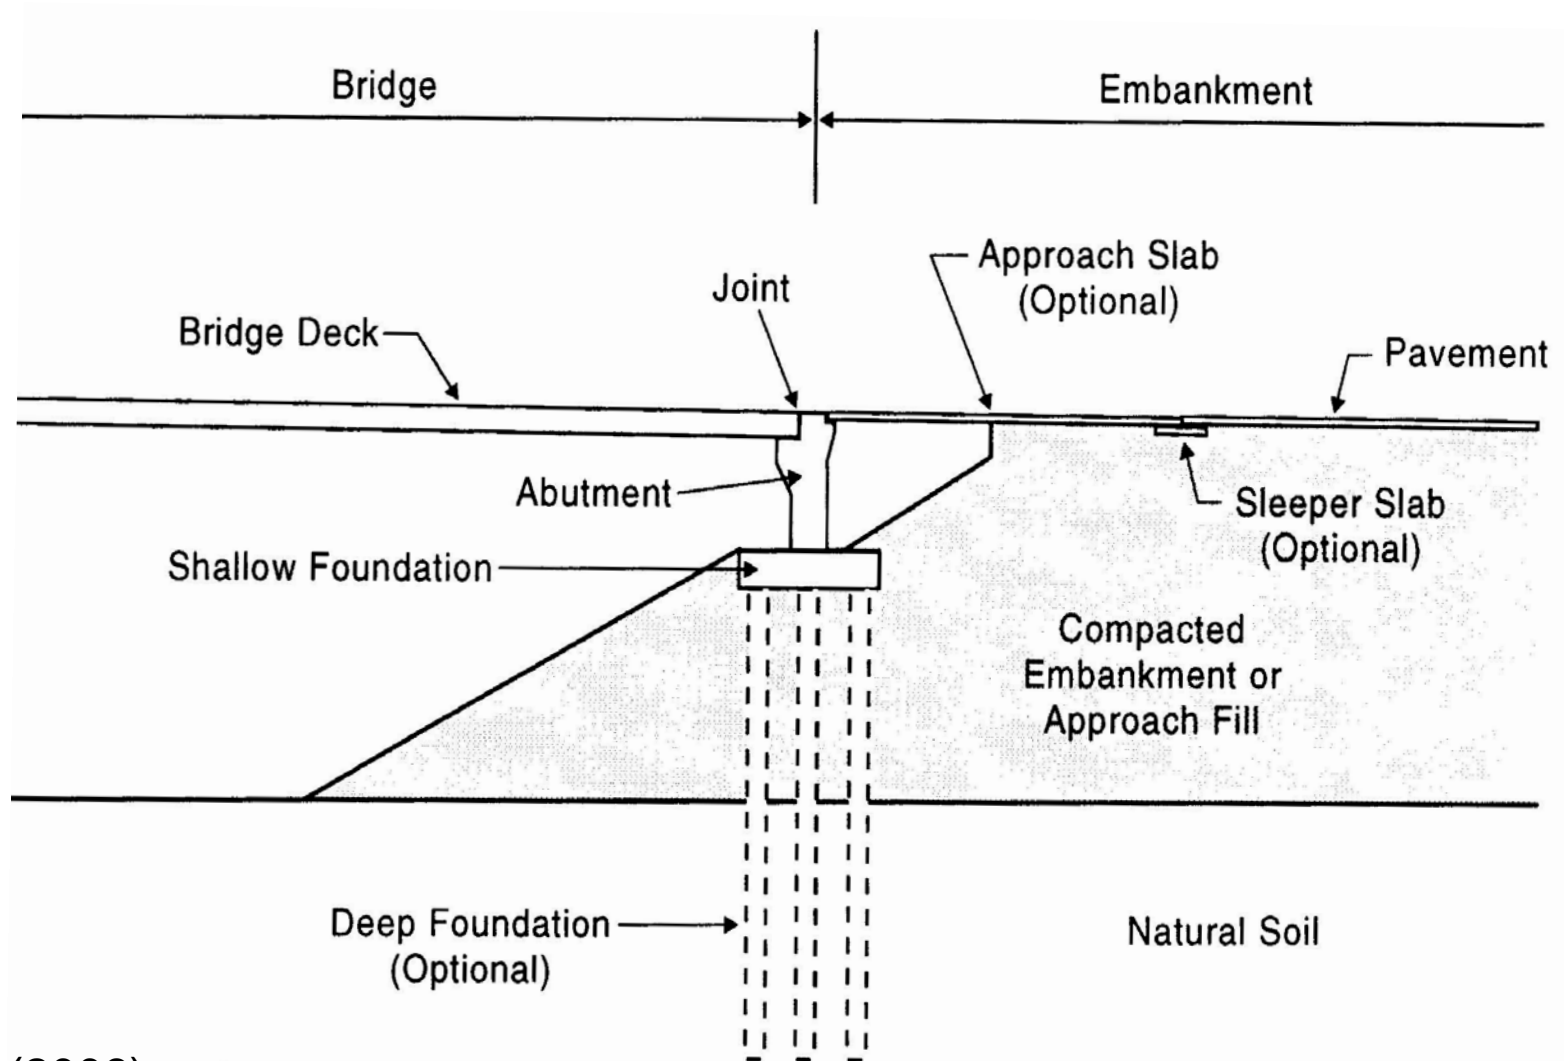 Bridge
Embankment
Approach Slab
(Optional)
Joint
Bridge Deck
Pavement
Abutment
Sleeper Slab
(Optional)
Shallow Foundation
Compacted
Embankment or
Approach Fill
Deep Foundation
(Optional)
Natural Soil